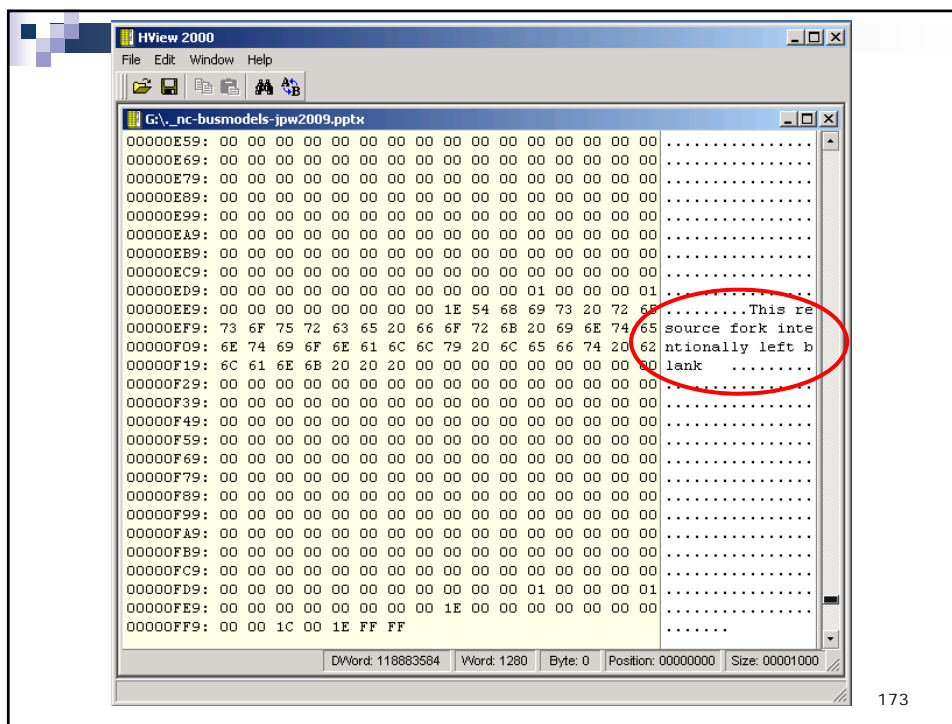 HView 2000
File Edit Window Help
G:\._nc-busmodels-jpw2009.pptx
00000E59: 00 00 00 00 00 00 00 00 00 00 00 00 00 00 00 00 ................
00000E69: 00 00 00 00 00 00 00 00 00 00 00 00 00 00 00 00 ................
00000E79: 00 00 00 00 00 00 00 00 00 00 00 00 00 00 00 00 ................
00000E89: 00 00 00 00 00 00 00 00 00 00 00 00 00 00 00 00 ................
00000E99: 00 00 00 00 00 00 00 00 00 00 00 00 00 00 00 00 ................
00000EA9: 00 00 00 00 00 00 00 00 00 00 00 00 00 00 00 00 ................
00000EB9: 00 00 00 00 00 00 00 00 00 00 00 00 00 00 00 00 ................
00000EC9: 00 00 00 00 00 00 00 00 00 00 00 00 00 00 00 00 ................
00000ED9: 00 00 00 00 00 00 00 00 00 00 00 01 00 00 00 01 ................
00000EE9: 00 00 00 00 00 00 00 00 1E 54 68 69 73 20 72 65 .........This re
00000EF9: 73 6F 75 72 63 65 20 66 6F 72 6B 20 69 6E 74 65 source fork inte
00000F09: 6E 74 69 6F 6E 61 6C 6C 79 20 6C 65 66 74 20 62 ntionally left b
00000F19: 6C 61 6E 6B 20 20 20 00 00 00 00 00 00 00 00 00 lank   .........
00000F29: 00 00 00 00 00 00 00 00 00 00 00 00 00 00 00 00 ................
00000F39: 00 00 00 00 00 00 00 00 00 00 00 00 00 00 00 00 ................
00000F49: 00 00 00 00 00 00 00 00 00 00 00 00 00 00 00 00 ................
00000F59: 00 00 00 00 00 00 00 00 00 00 00 00 00 00 00 00 ................
00000F69: 00 00 00 00 00 00 00 00 00 00 00 00 00 00 00 00 ................
00000F79: 00 00 00 00 00 00 00 00 00 00 00 00 00 00 00 00 ................
00000F89: 00 00 00 00 00 00 00 00 00 00 00 00 00 00 00 00 ................
00000F99: 00 00 00 00 00 00 00 00 00 00 00 00 00 00 00 00 ................
00000FA9: 00 00 00 00 00 00 00 00 00 00 00 00 00 00 00 00 ................
00000FB9: 00 00 00 00 00 00 00 00 00 00 00 00 00 00 00 00 ................
00000FC9: 00 00 00 00 00 00 00 00 00 00 00 00 00 00 00 00 ................
00000FD9: 00 00 00 00 00 00 00 00 00 00 00 01 00 00 00 01 ................
00000FE9: 00 00 00 00 00 00 00 00 1E 00 00 00 00 00 00 00 ................
00000FF9: 00 00 1C 00 1E FF FF .......
DWord: 118883584 Word: 1280 Byte: 0 Position: 00000000 Size: 00001000
173